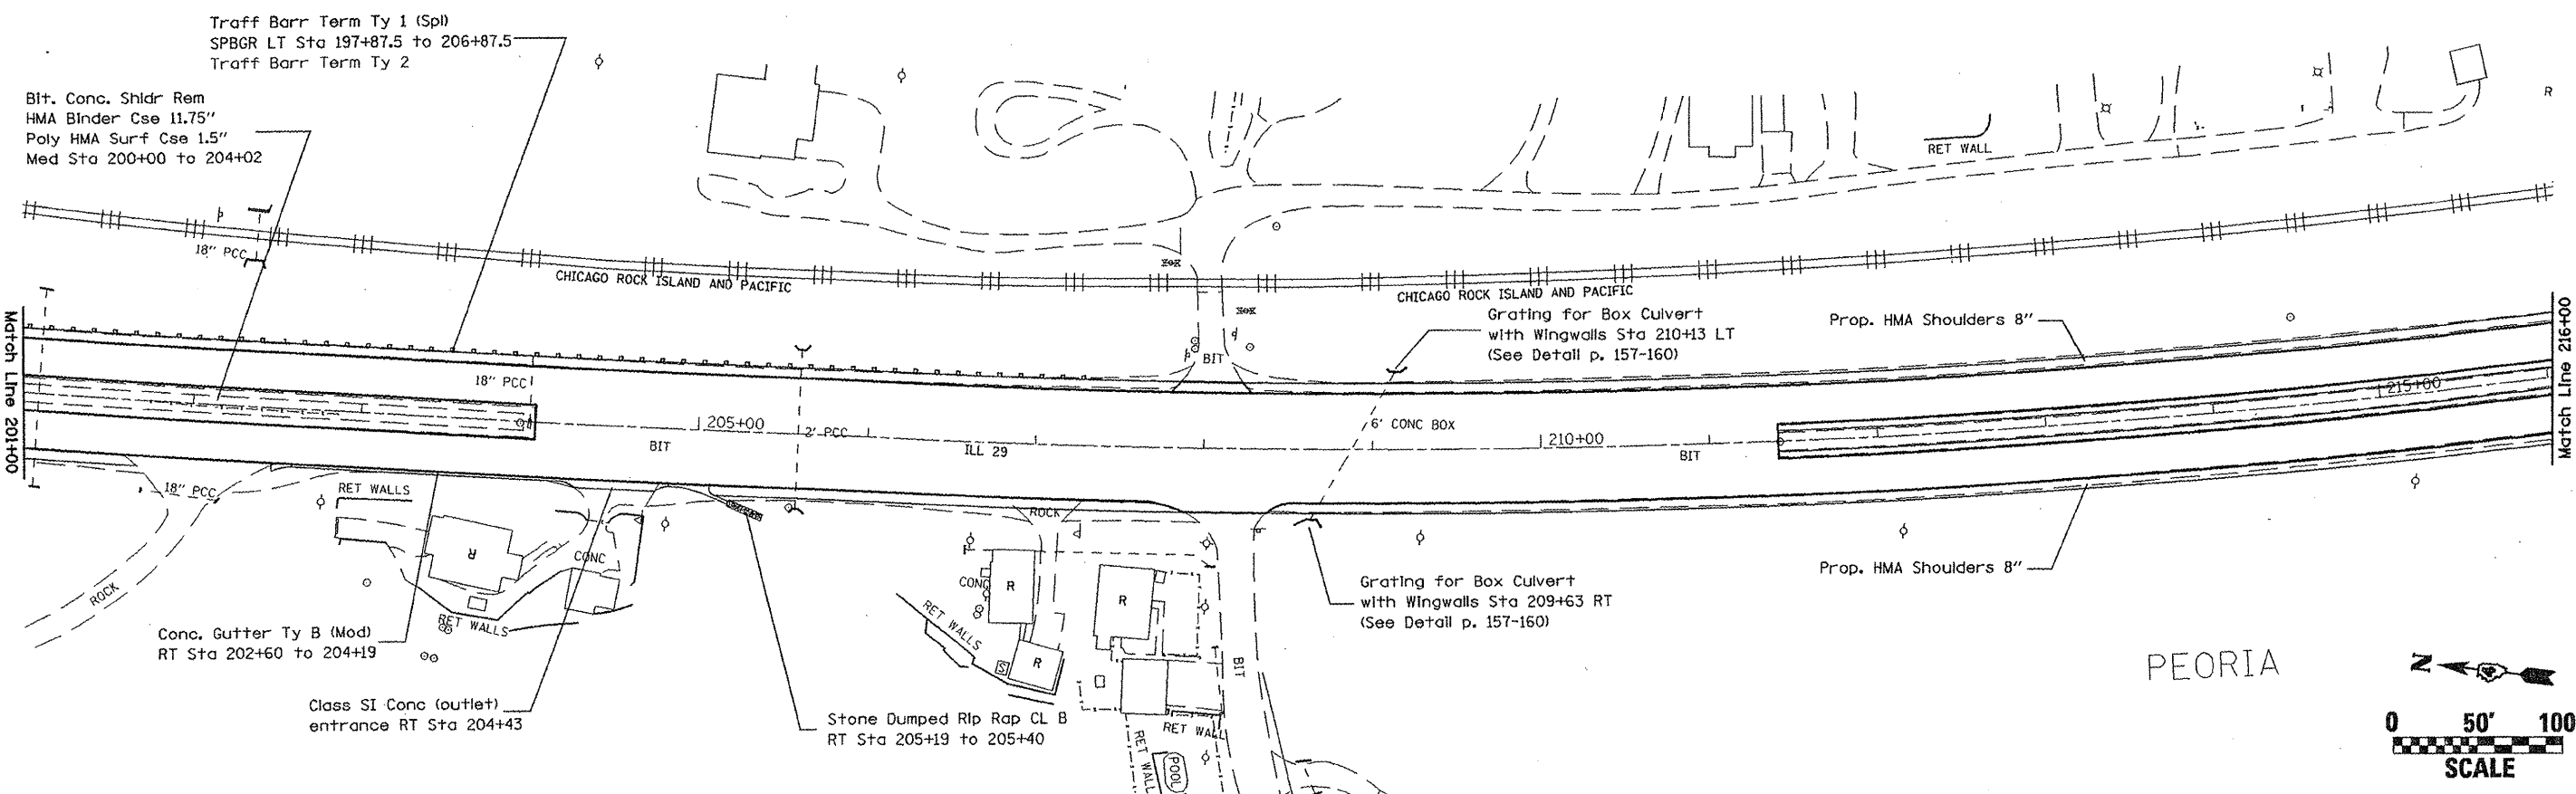 Traff Barr Term Ty 1 (Spl)
SPBGR LT Sta 197+87.5 to 206+87.5
Traff Barr Term Ty 2
Bit. Conc. Shldr Rem
HMA Binder Cse 11.75"
Poly HMA Surf Cse 1.5"
Med Sta 200+00 to 204+02
R
RET WALL
18" PCC
CHICAGO ROCK ISLAND AND PACIFIC
CHICAGO ROCK ISLAND AND PACIFIC
Match Line 201+00
Match Line 216+00
Grating for Box Culvert
with Wingwalls Sta 210+13 LT
(See Detail p. 157-160)
Prop. HMA Shoulders 8"
BIT
18" PCC
215+00
205+00
2' PCC
6' CONC BOX
210+00
BIT
ILL 29
BIT
18" PCC
RET WALLS
ROCK
R
CONC
CONC
R
R
R
S
ROCK
RET WALLS
RET WALLS
BIT
RET WALL
RET WALL
POOL
Prop. HMA Shoulders 8"
Grating for Box Culvert
with Wingwalls Sta 209+63 RT
(See Detail p. 157-160)
Conc. Gutter Ty B (Mod)
RT Sta 202+60 to 204+19
Class SI Conc (outlet)
entrance RT Sta 204+43
Stone Dumped Rip Rap CL B
RT Sta 205+19 to 205+40
PEORIA
N
0 50' 100
SCALE